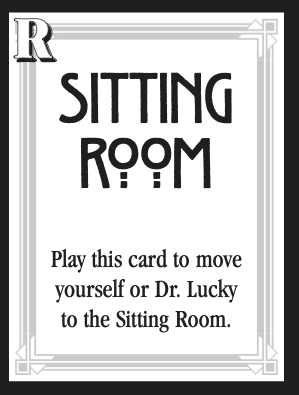 R
SITTING
ROOM
Play this card to move
yourself or Dr. Lucky
to the Sitting Room.